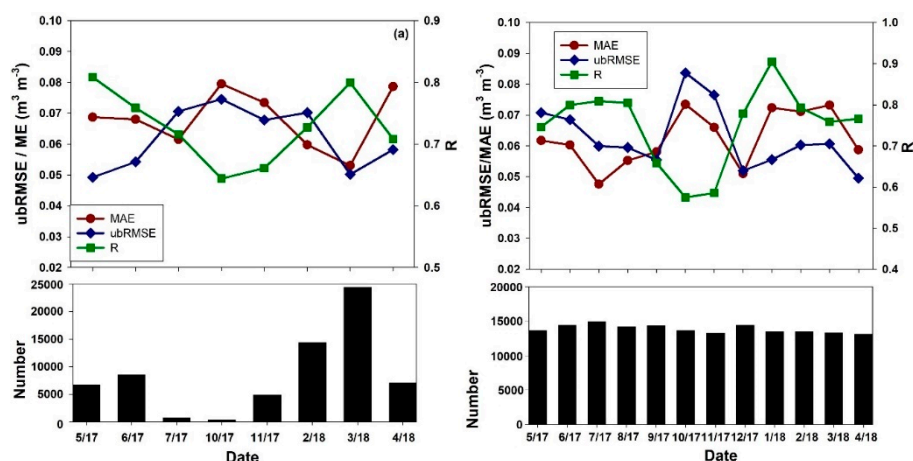 (a)
ubRMSE / ME (m³ m⁻³)
0.10
0.09
0.08
0.07
0.06
0.05
0.04
0.03
0.02
MAE
ubRMSE
R
0.9
0.8
0.7
0.6
0.5
R
Number
25000
20000
15000
10000
5000
0
5/17 6/17 7/17 10/17 11/17 2/18 3/18 4/18
Date
ubRMSE/MAE (m³ m⁻³)
0.10
0.09
0.08
0.07
0.06
0.05
0.04
0.03
0.02
MAE
ubRMSE
R
1.0
0.9
0.8
0.7
0.6
0.5
0.4
R
Number
20000
15000
10000
5000
0
5/17 6/17 7/17 8/17 9/17 10/17 11/17 12/17 1/18 2/18 3/18 4/18
Date